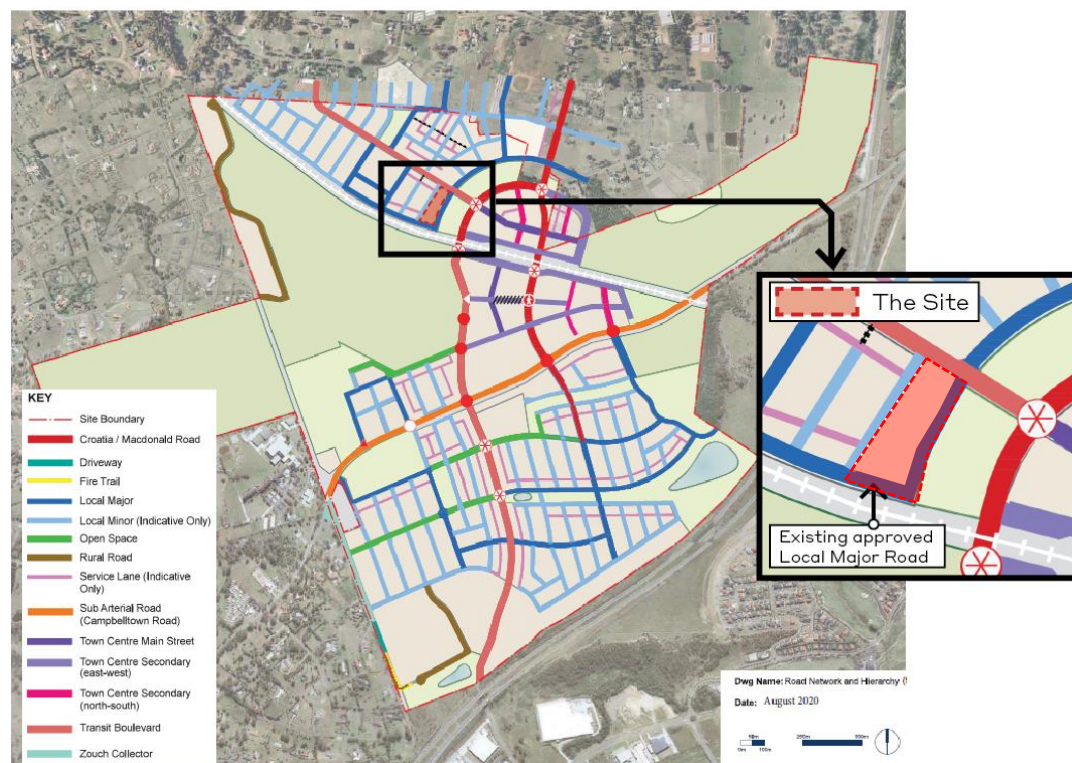 KEY
Site Boundary
Croatia / Macdonald Road
Driveway
Fire Trail
Local Major
Local Minor (Indicative Only)
Open Space
Rural Road
Service Lane (Indicative
Only)
Sub Arterial Road
(Campbelltown Road)
Town Centre Main Street
Town Centre Secondary
(east-west)
Town Centre Secondary
(north-south)
Transit Boulevard
Zouch Collector
The Site
Existing approved
Local Major Road
Dwg Name: Road Network and Hierarchy
Date: August 2020
0m
100m